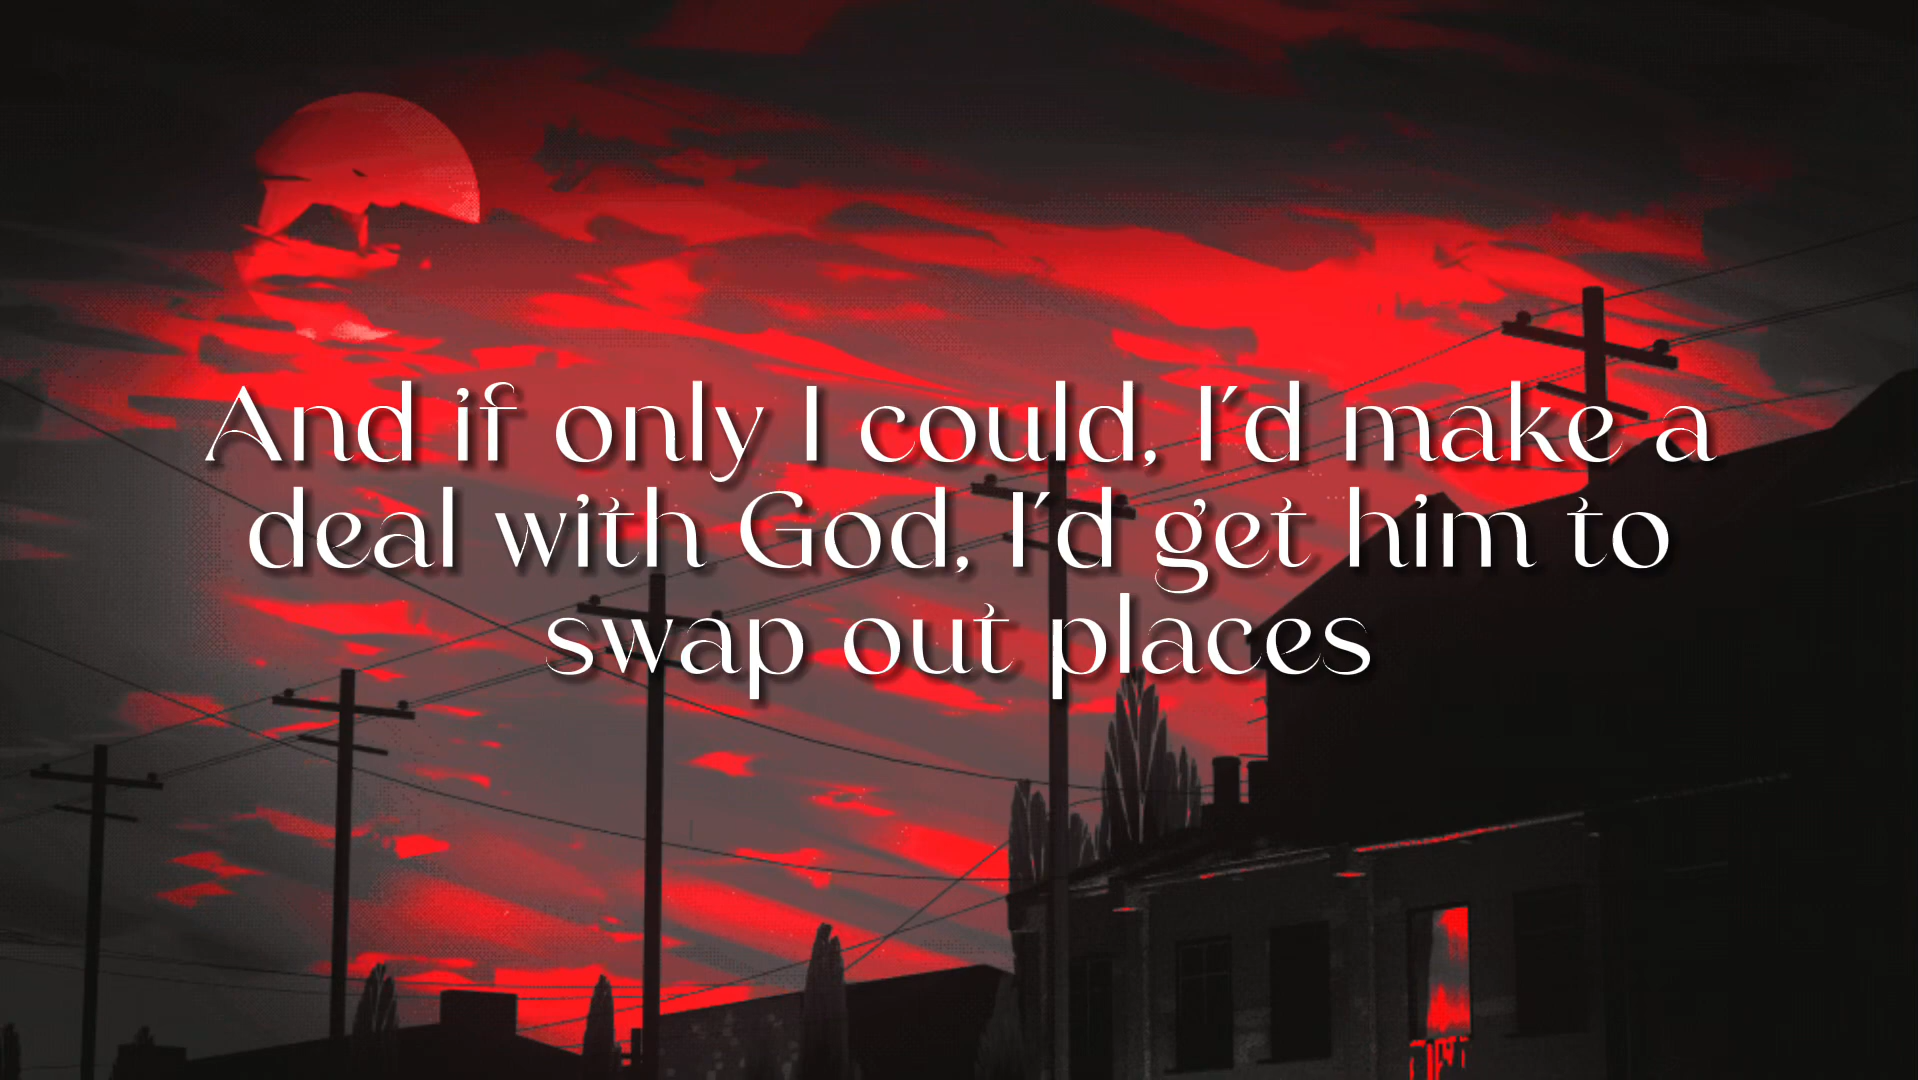 And if only I could, I'd make a
deal with God, I'd get him to
swap out places